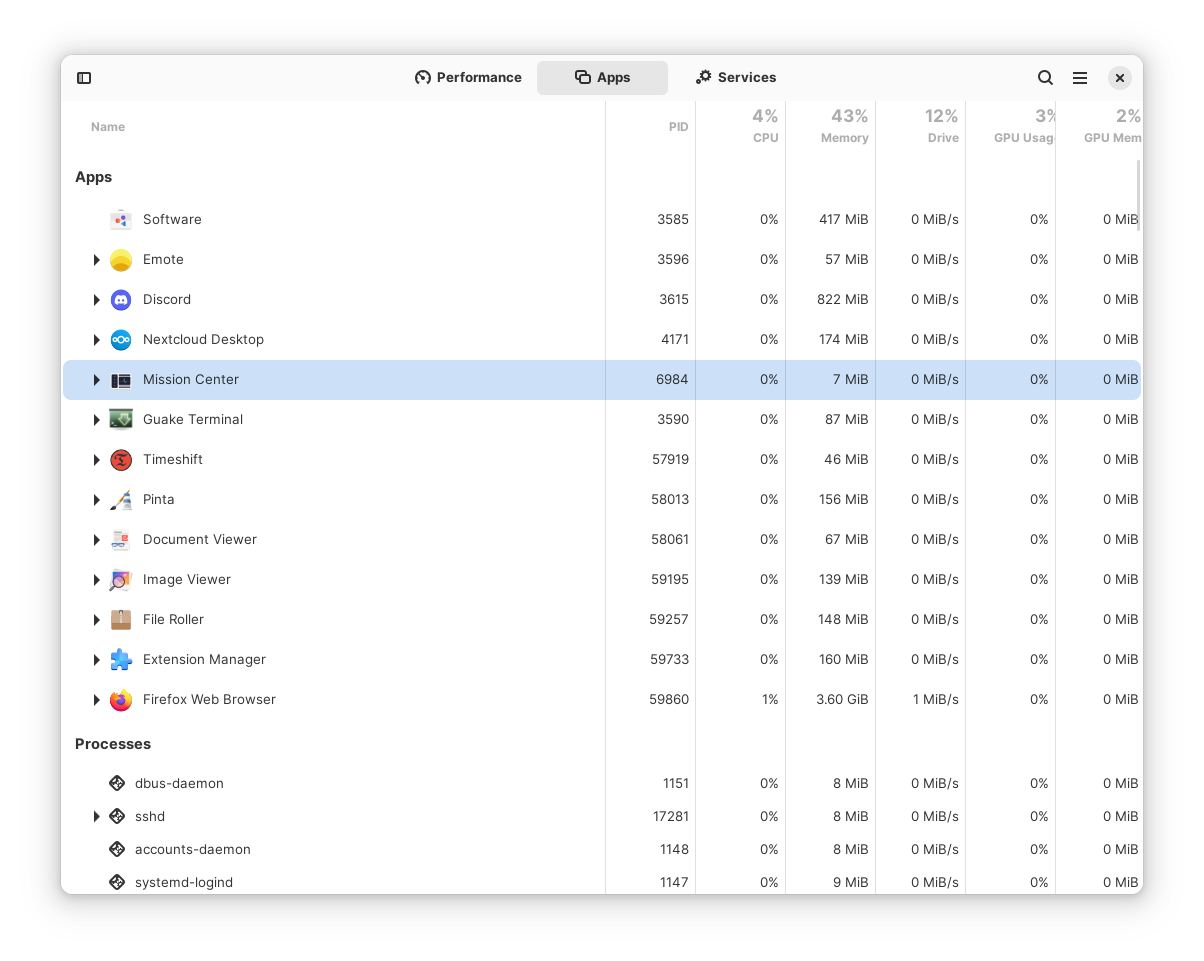 Performance Apps Services
4% 43% 12% 3% 2%
Name PID CPU Memory Drive GPU Usag GPU Mem
Apps
Software 3585 0% 417 MiB 0 MiB/s 0% 0 MiB
Emote 3596 0% 57 MiB 0 MiB/s 0% 0 MiB
Discord 3615 0% 822 MiB 0 MiB/s 0% 0 MiB
Nextcloud Desktop 4171 0% 174 MiB 0 MiB/s 0% 0 MiB
Mission Center 6984 0% 7 MiB 0 MiB/s 0% 0 MiB
Guake Terminal 3590 0% 87 MiB 0 MiB/s 0% 0 MiB
Timeshift 57919 0% 46 MiB 0 MiB/s 0% 0 MiB
Pinta 58013 0% 156 MiB 0 MiB/s 0% 0 MiB
Document Viewer 58061 0% 67 MiB 0 MiB/s 0% 0 MiB
Image Viewer 59195 0% 139 MiB 0 MiB/s 0% 0 MiB
File Roller 59257 0% 148 MiB 0 MiB/s 0% 0 MiB
Extension Manager 59733 0% 160 MiB 0 MiB/s 0% 0 MiB
Firefox Web Browser 59860 1% 3.60 GiB 1 MiB/s 0% 0 MiB
Processes
dbus-daemon 1151 0% 8 MiB 0 MiB/s 0% 0 MiB
sshd 17281 0% 8 MiB 0 MiB/s 0% 0 MiB
accounts-daemon 1148 0% 8 MiB 0 MiB/s 0% 0 MiB
systemd-logind 1147 0% 9 MiB 0 MiB/s 0% 0 MiB